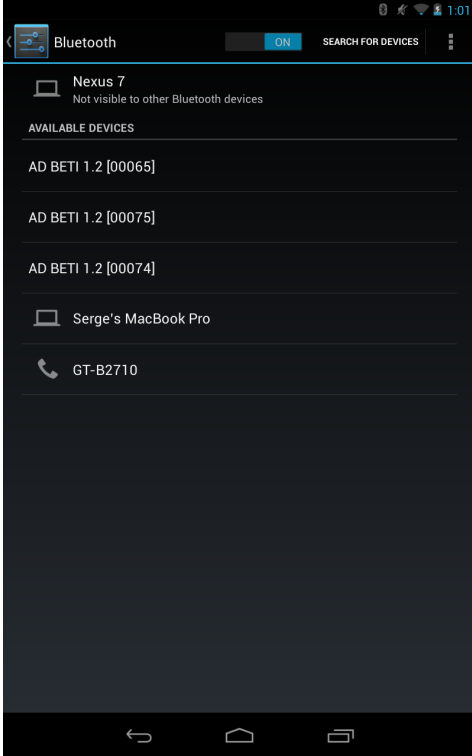 1:01
Bluetooth
ON
SEARCH FOR DEVICES
Nexus 7
Not visible to other Bluetooth devices
AVAILABLE DEVICES
AD BETI 1.2 [00065]
AD BETI 1.2 [00075]
AD BETI 1.2 [00074]
Serge's MacBook Pro
GT-B2710